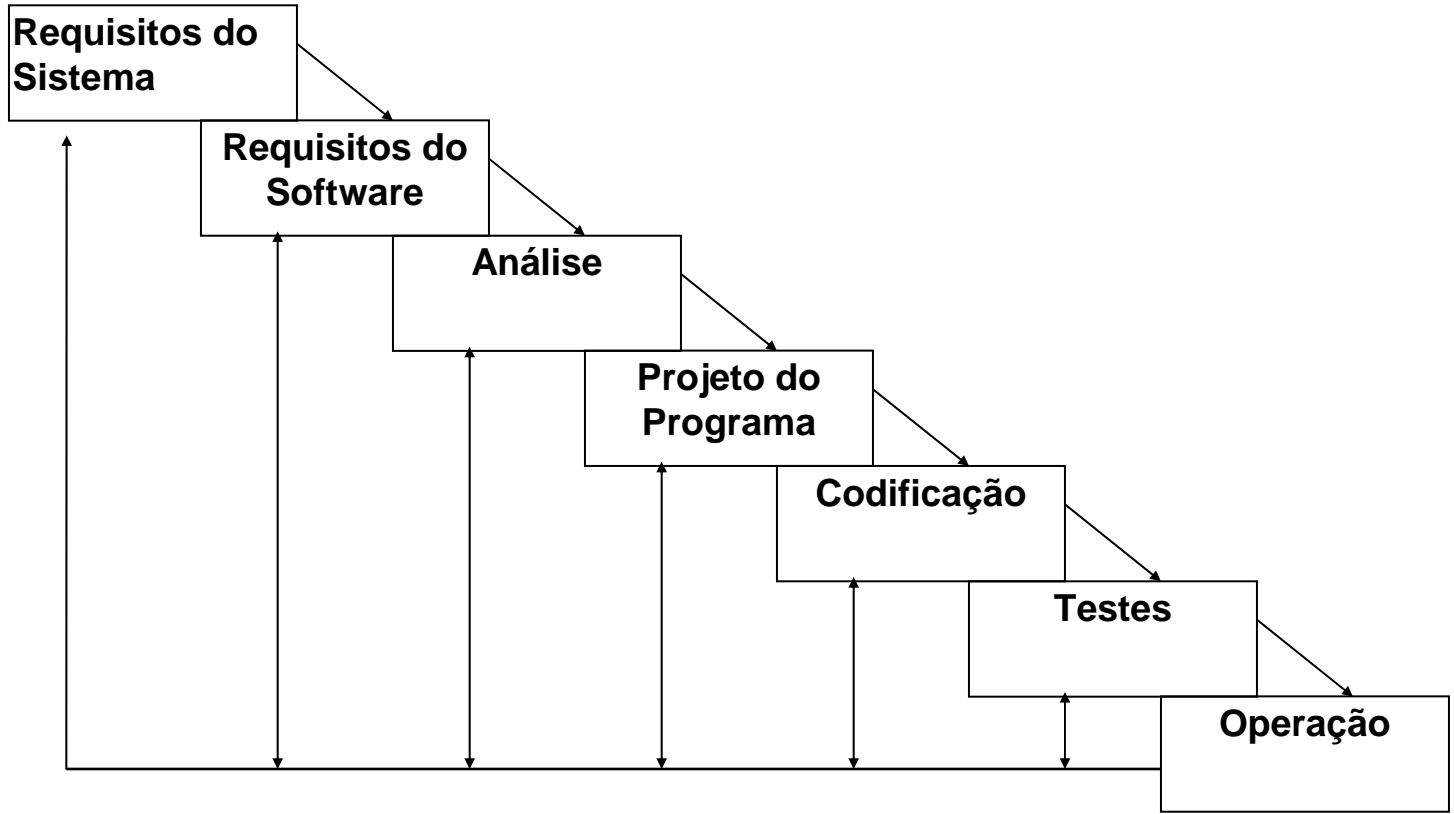 Requisitos do
Sistema
Requisitos do
Software
Análise
Projeto do
Programa
Codificação
Testes
Operação